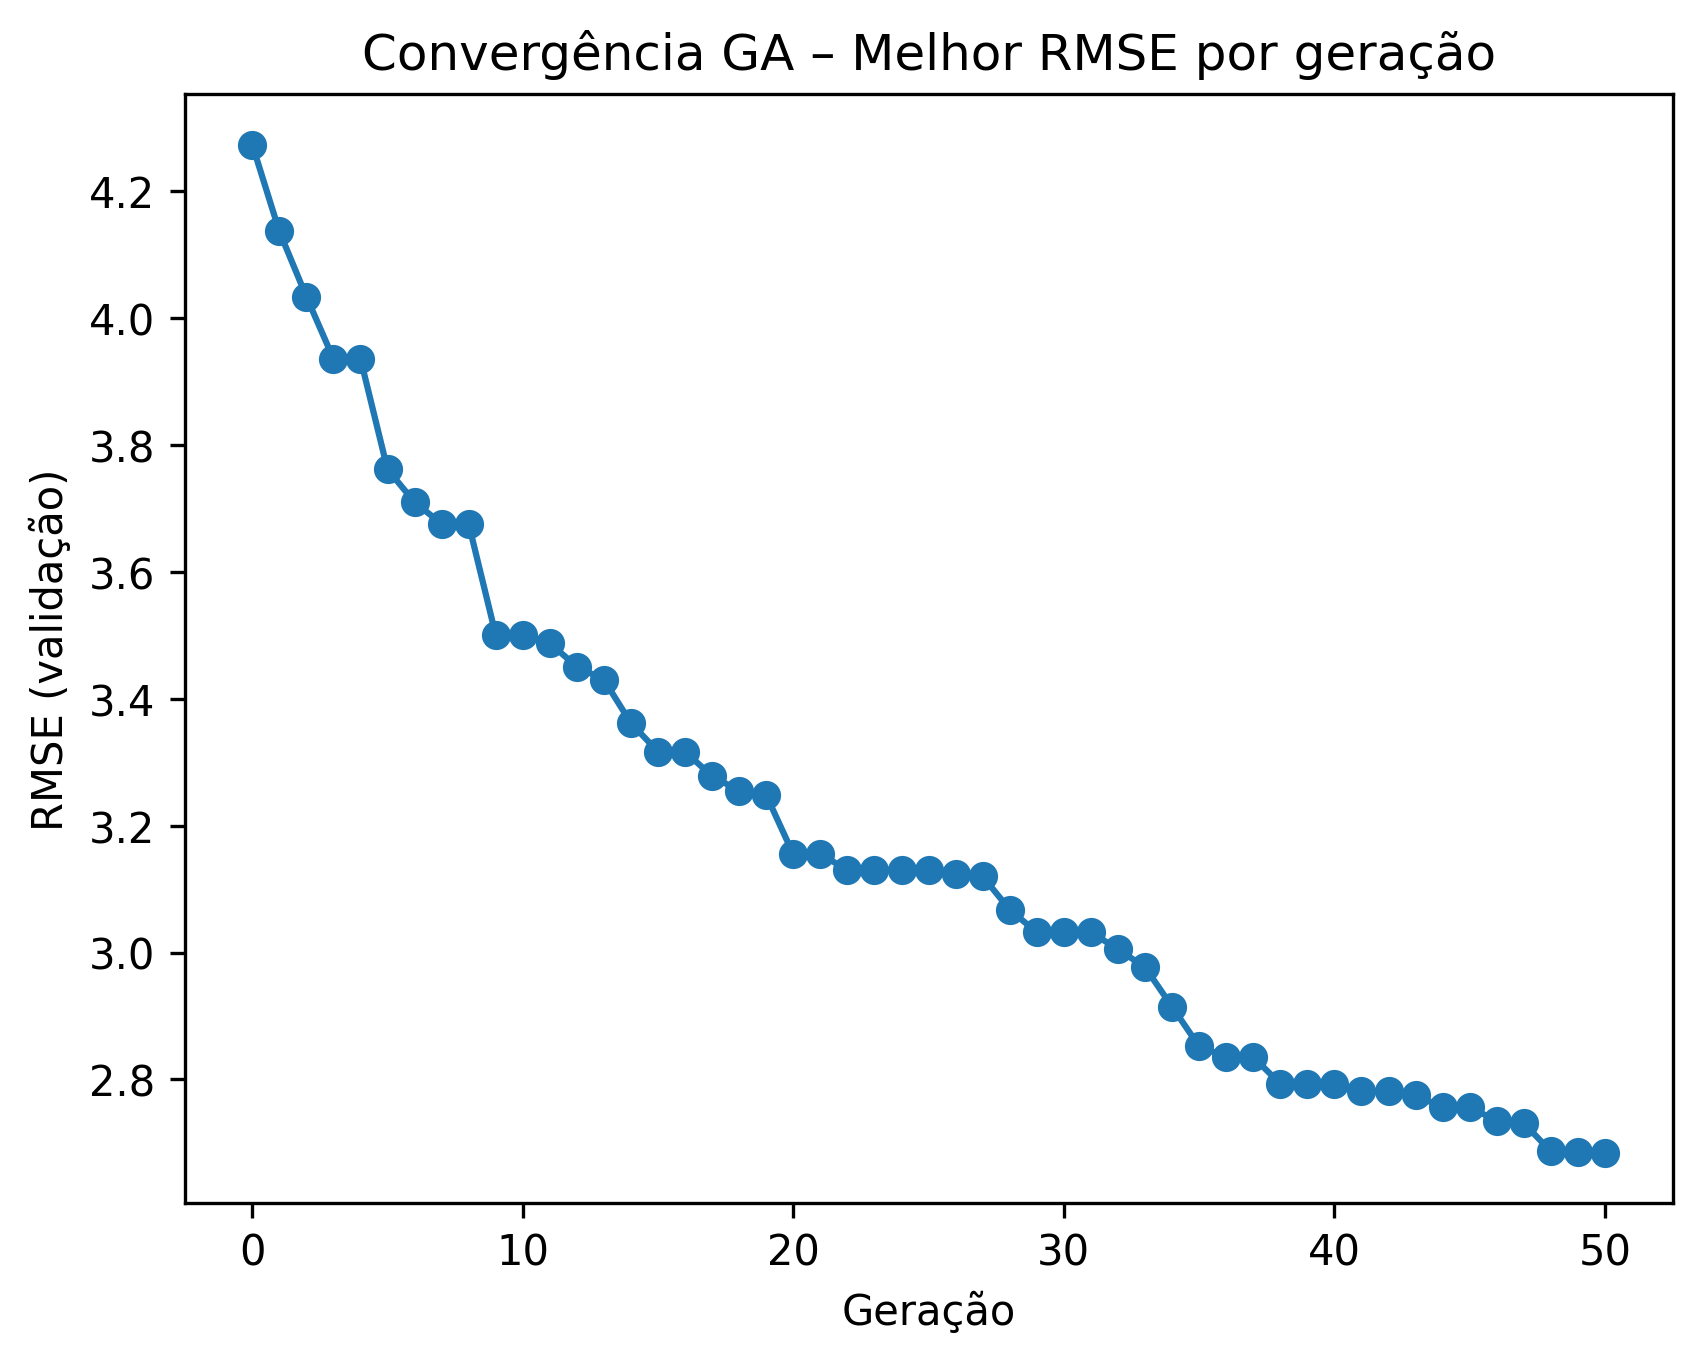 Convergência GA – Melhor RMSE por geração
RMSE (validação)
4.2
4.0
3.8
3.6
3.4
3.2
3.0
2.8
0 10 20 30 40 50
Geração